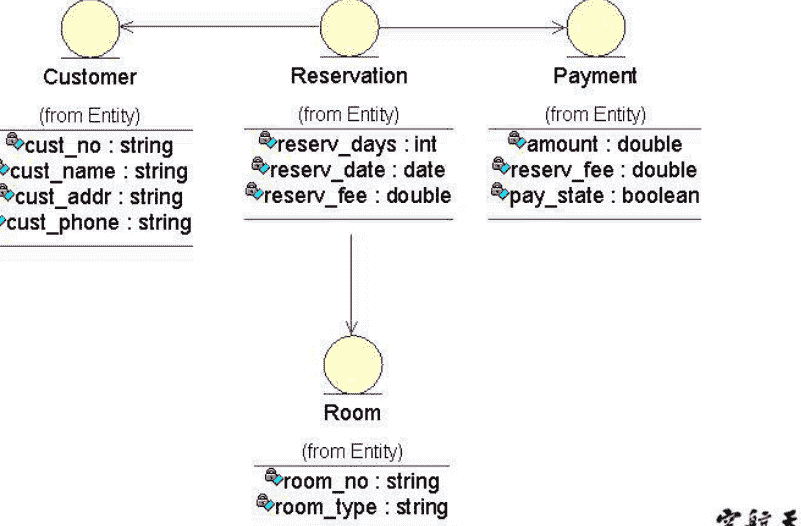 Customer
(from Entity)
cust_no : string
cust_name : string
cust_addr : string
cust_phone : string
Reservation
(from Entity)
reserv_days : int
reserv_date : date
reserv_fee : double
Payment
(from Entity)
amount : double
reserv_fee : double
pay_state : boolean
Room
(from Entity)
room_no : string
room_type : string